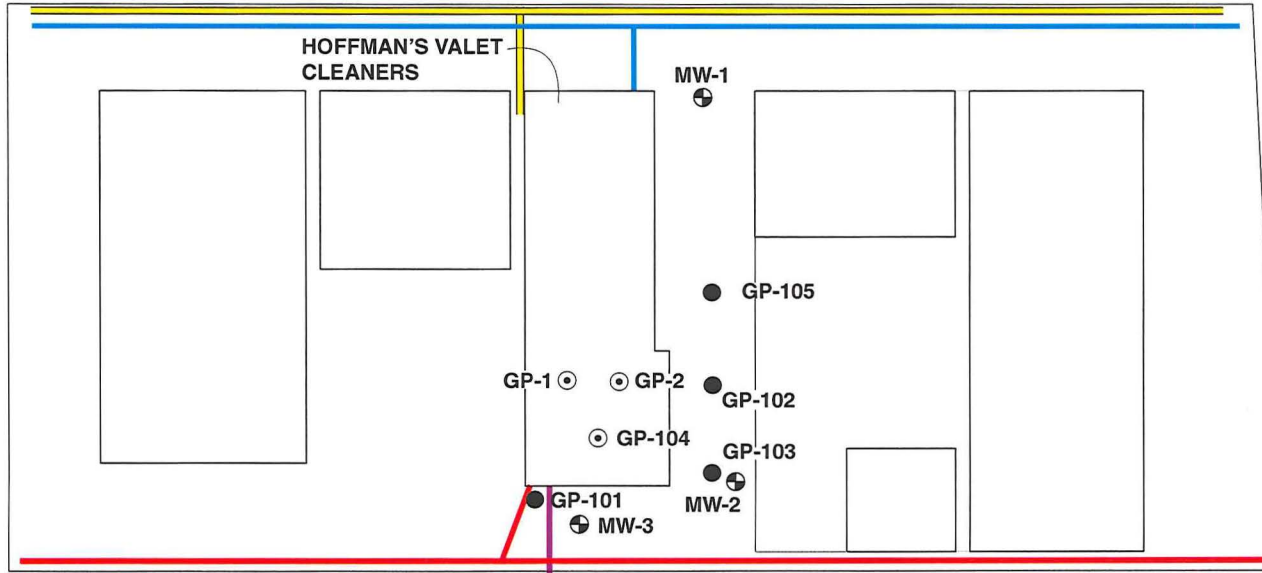 HOFFMAN'S VALET
CLEANERS
MW-1
GP-105
GP-1
GP-2
GP-102
GP-104
GP-103
GP-101
MW-2
MW-3